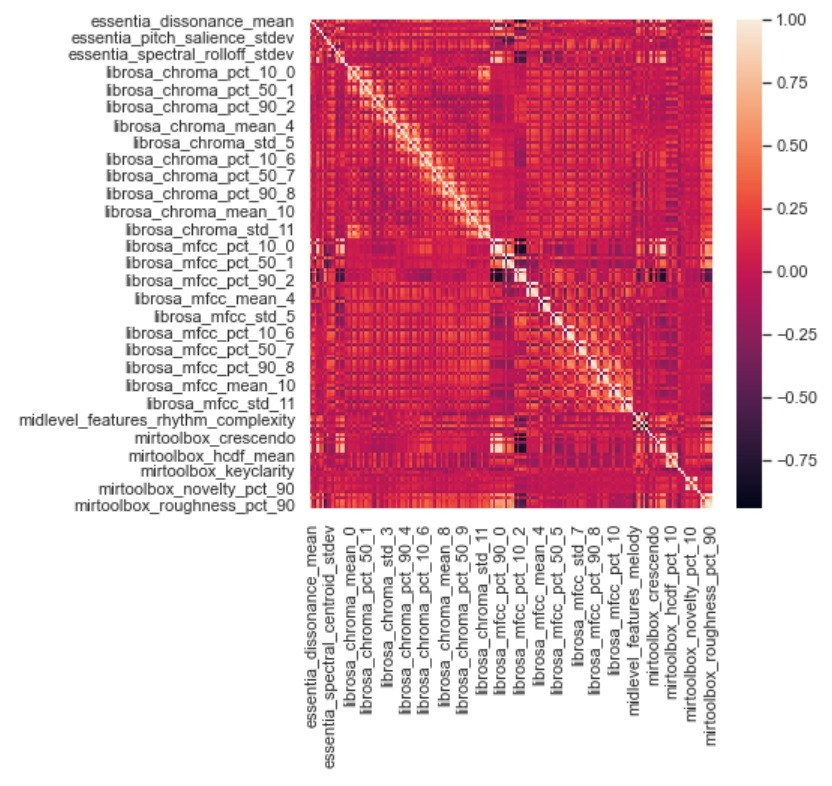 essentia_dissonance_mean
essentia_pitch_salience_stdev
essentia_spectral_rolloff_stdev
librosa_chroma_pct_10_0
librosa_chroma_pct_50_1
librosa_chroma_pct_90_2
librosa_chroma_mean_4
librosa_chroma_std_5
librosa_chroma_pct_10_6
librosa_chroma_pct_50_7
librosa_chroma_pct_90_8
librosa_chroma_mean_10
librosa_chroma_std_11
librosa_mfcc_pct_10_0
librosa_mfcc_pct_50_1
librosa_mfcc_pct_90_2
librosa_mfcc_mean_4
librosa_mfcc_std_5
librosa_mfcc_pct_10_6
librosa_mfcc_pct_50_7
librosa_mfcc_pct_90_8
librosa_mfcc_mean_10
librosa_mfcc_std_11
midlevel_features_rhythm_complexity
mirtoolbox_crescendo
mirtoolbox_hcdf_mean
mirtoolbox_keyclarity
mirtoolbox_novelty_pct_90
mirtoolbox_roughness_pct_90
1.00
0.75
0.50
0.25
0.00
−0.25
−0.50
−0.75
essentia_dissonance_mean
essentia_spectral_centroid_stdev
librosa_chroma_mean_0
librosa_chroma_pct_50_1
librosa_chroma_std_3
librosa_chroma_pct_90_4
librosa_chroma_pct_10_6
librosa_chroma_mean_8
librosa_chroma_pct_50_9
librosa_chroma_std_11
librosa_mfcc_pct_90_0
librosa_mfcc_pct_10_2
librosa_mfcc_mean_4
librosa_mfcc_pct_50_5
librosa_mfcc_std_7
librosa_mfcc_pct_90_8
librosa_mfcc_pct_10
midlevel_features_melody
mirtoolbox_crescendo
mirtoolbox_hcdf_pct_10
mirtoolbox_novelty_pct_10
mirtoolbox_roughness_pct_90